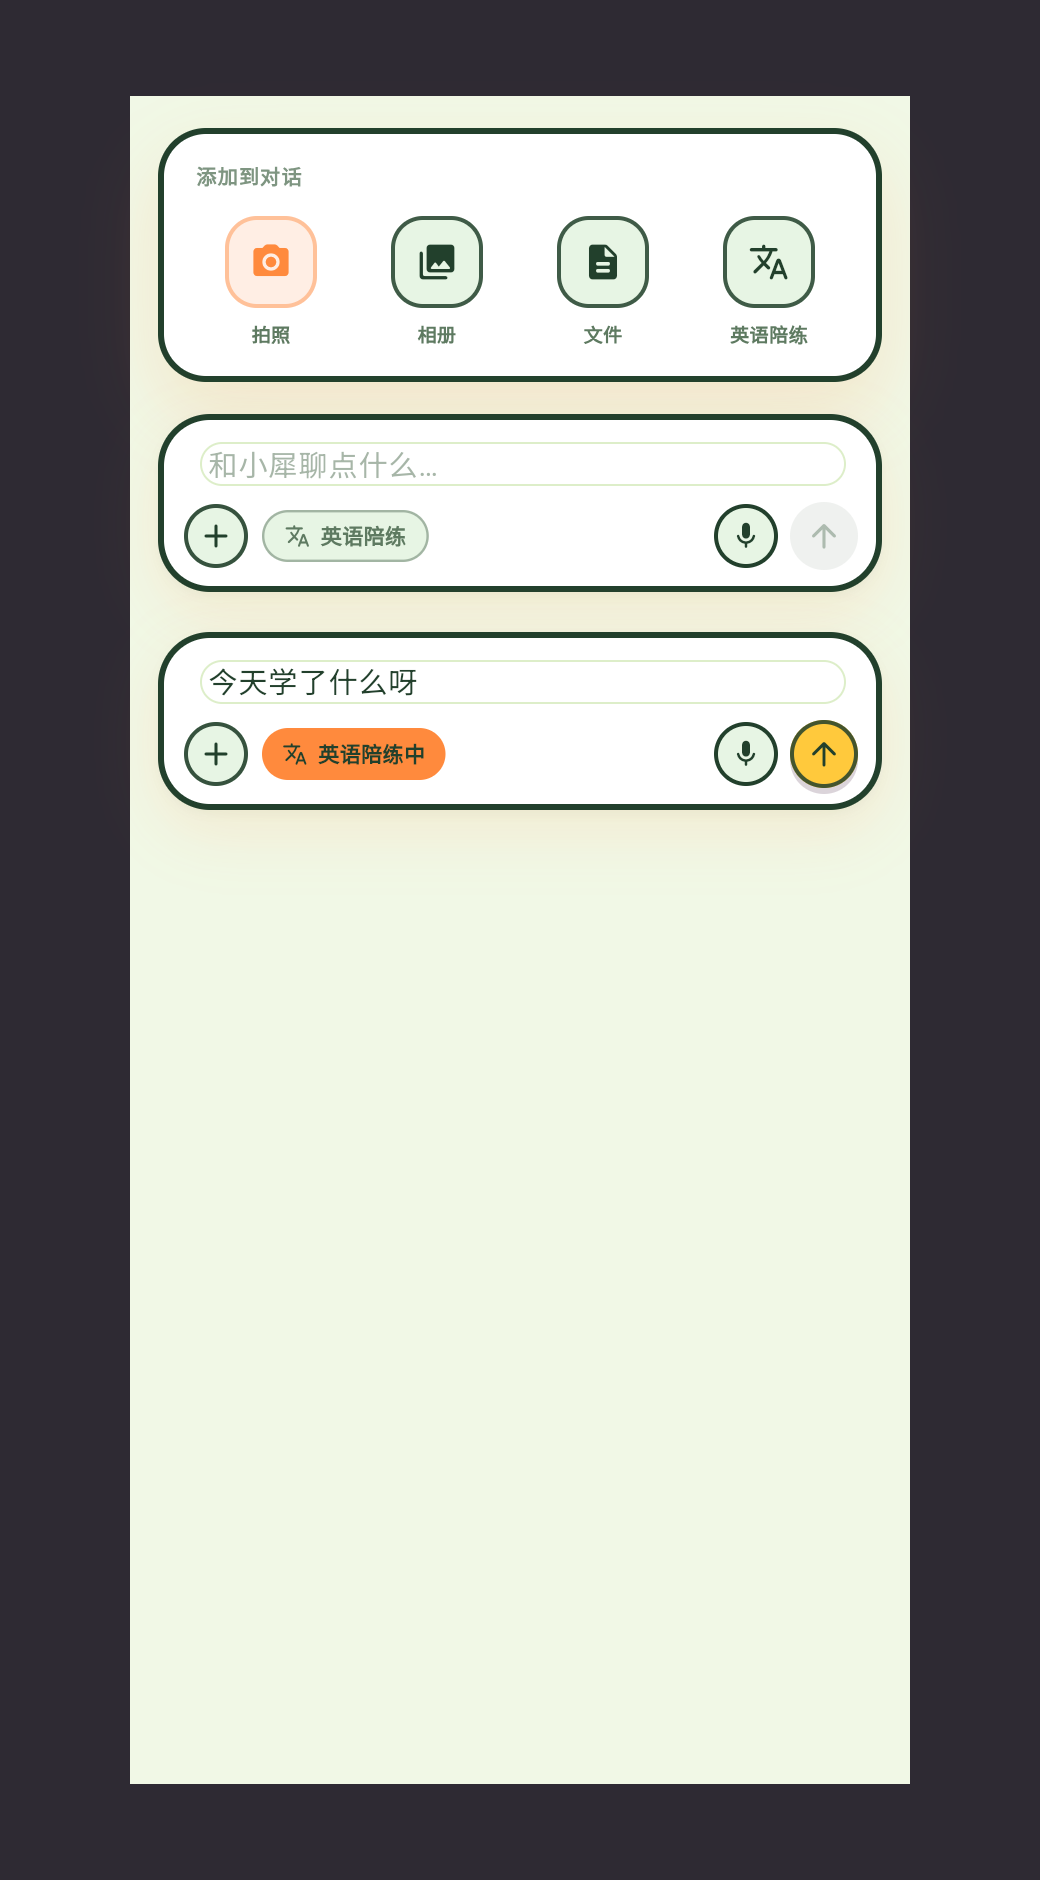 添加到对话
拍照 相册 文件 英语陪练
和小犀聊点什么...
英语陪练
今天学了什么呀
英语陪练中